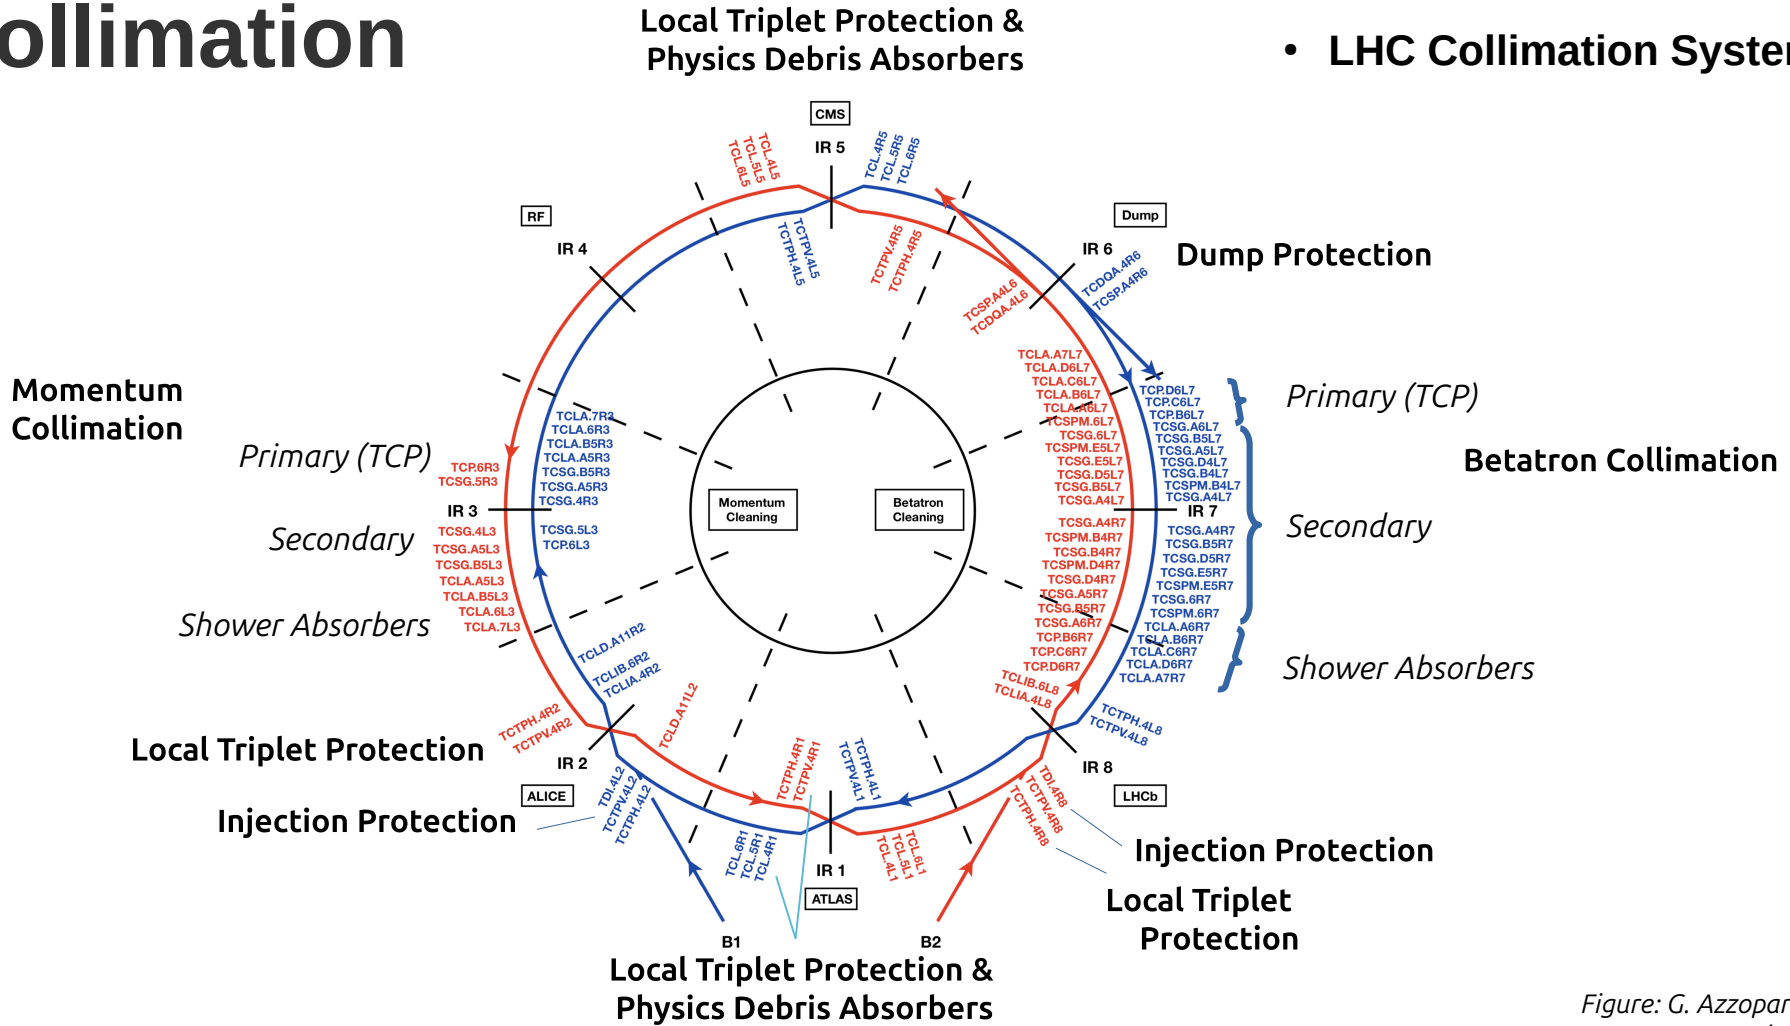 ollimation
Local Triplet Protection &
Physics Debris Absorbers
• LHC Collimation System
CMS
IR 5
TCL.6L5
TCL.5L5
TCL.4L5
TCL.4R5
TCL.5R5
TCL.6R5
TCTPH.4L5
TCTPV.4L5
TCTPV.4R5
TCTPH.4R5
RF
IR 4
Dump
IR 6
Dump Protection
TCDQA.4R6
TCSP.A4R6
TCSP.A4L6
TCDQA.4L6
Momentum
Collimation
Primary (TCP)
TCP.6R3
TCSG.5R3
IR 3
Secondary
TCSG.4L3
TCSG.A5L3
TCSG.B5L3
TCLA.A5L3
TCLA.B5L3
TCLA.6L3
TCLA.7L3
Shower Absorbers
TCLA.7R3
TCLA.6R3
TCLA.B5R3
TCLA.A5R3
TCSG.B5R3
TCSG.A5R3
TCSG.4R3
TCSG.5L3
TCP.6L3
Momentum
Cleaning
Betatron
Cleaning
TCLA.A7L7
TCLA.D6L7
TCLA.C6L7
TCLA.B6L7
TCLA.A6L7
TCSPM.6L7
TCSG.6L7
TCSPM.E5L7
TCSG.E5L7
TCSG.D5L7
TCSG.B5L7
TCSG.A4L7
TCSG.A4R7
TCSPM.B4R7
TCSG.B4R7
TCSPM.D4R7
TCSG.D4R7
TCSG.A5R7
TCSG.B5R7
TCSG.A6R7
TCP.B6R7
TCP.C6R7
TCP.D6R7
TCP.D6L7
TCP.C6L7
TCP.B6L7
TCSG.A6L7
TCSG.B5L7
TCSG.A5L7
TCSG.D4L7
TCSG.B4L7
TCSPM.B4L7
TCSG.A4L7
IR 7
TCSG.A4R7
TCSG.B5R7
TCSG.D5R7
TCSG.E5R7
TCSPM.E5R7
TCSG.6R7
TCSPM.6R7
TCLA.A6R7
TCLA.B6R7
TCLA.C6R7
TCLA.D6R7
TCLA.A7R7
Primary (TCP)
Betatron Collimation
Secondary
Shower Absorbers
TCLD.A11R2
TCLIB.6R2
TCLIA.4R2
TCLD.A11L2
TCTPH.4R2
TCTPV.4R2
Local Triplet Protection
IR 2
ALICE
Injection Protection
TDI.4L2
TCTPV.4L2
TCTPH.4L2
TCLIB.6L8
TCLIA.4L8
TCTPH.4L8
TCTPV.4L8
IR 8
LHCb
TDI.4R8
TCTPV.4R8
TCTPH.4R8
Injection Protection
Local Triplet
Protection
TCTPH.4R1
TCTPV.4R1
TCTPH.4L1
TCTPV.4L1
TCL.6R1
TCL.5R1
TCL.4R1
TCL.6L1
TCL.5L1
TCL.4L1
IR 1
ATLAS
B1
B2
Local Triplet Protection &
Physics Debris Absorbers
Figure: G. Azzopar